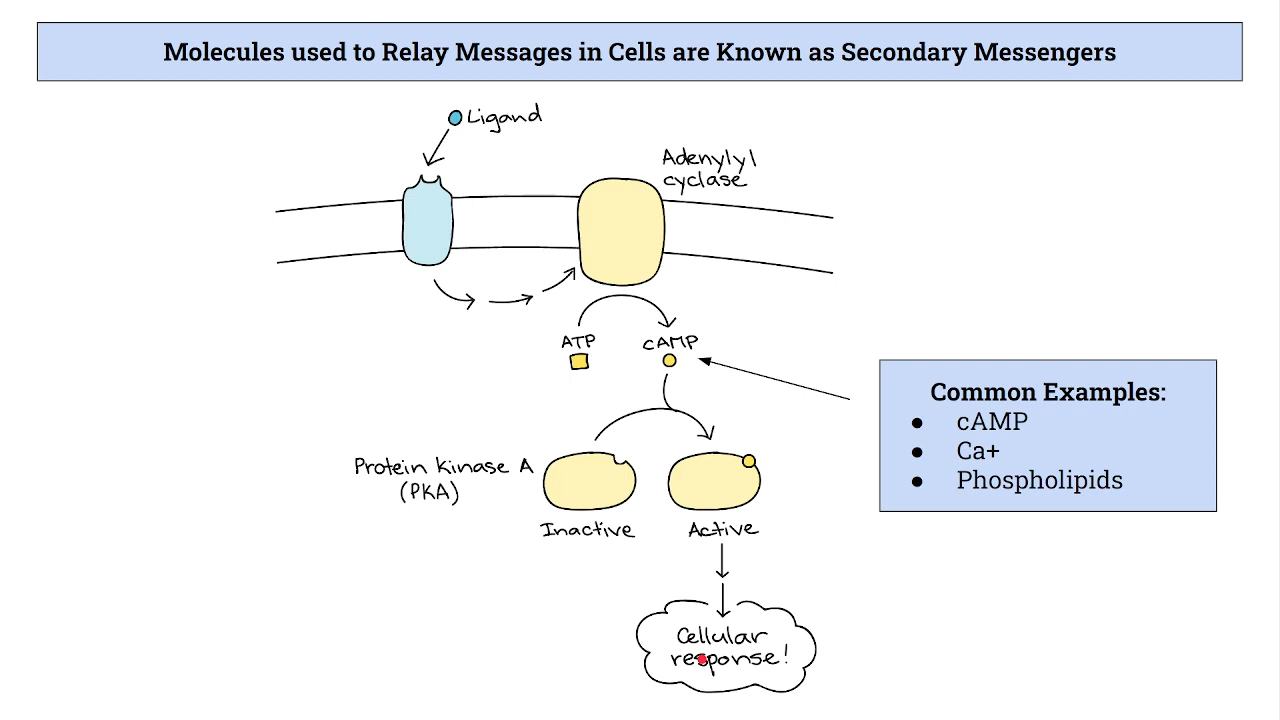 Molecules used to Relay Messages in Cells are Known as Secondary Messengers
Ligand
Adenylyl
cyclase
ATP
cAMP
Common Examples:
● cAMP
● Ca+
● Phospholipids
Protein kinase A
(PKA)
Inactive
Active
Cellular
response!